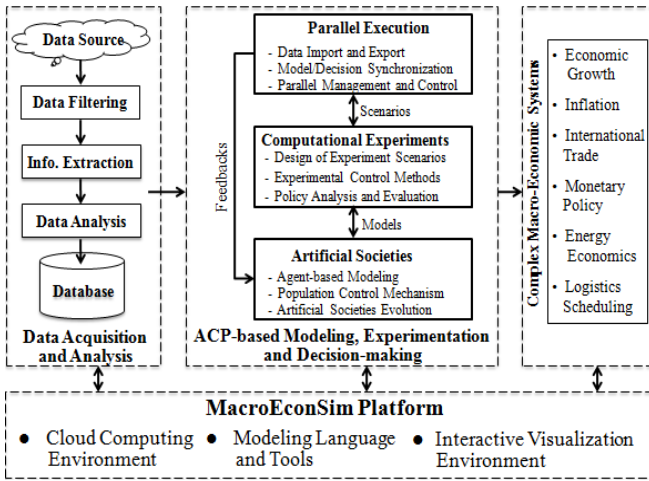 Data Source
Data Filtering
Info. Extraction
Data Analysis
Database
Data Acquisition
and Analysis
Parallel Execution
- Data Import and Export
- Model/Decision Synchronization
- Parallel Management and Control
Scenarios
Computational Experiments
- Design of Experiment Scenarios
- Experimental Control Methods
- Policy Analysis and Evaluation
Models
Artificial Societies
- Agent-based Modeling
- Population Control Mechanism
- Artificial Societies Evolution
Feedbacks
ACP-based Modeling, Experimentation
and Decision-making
Complex Macro-Economic Systems
• Economic
Growth
• Inflation
• International
Trade
• Monetary
Policy
• Energy
Economics
• Logistics
Scheduling
MacroEconSim Platform
● Cloud Computing
Environment
● Modeling Language
and Tools
● Interactive Visualization
Environment